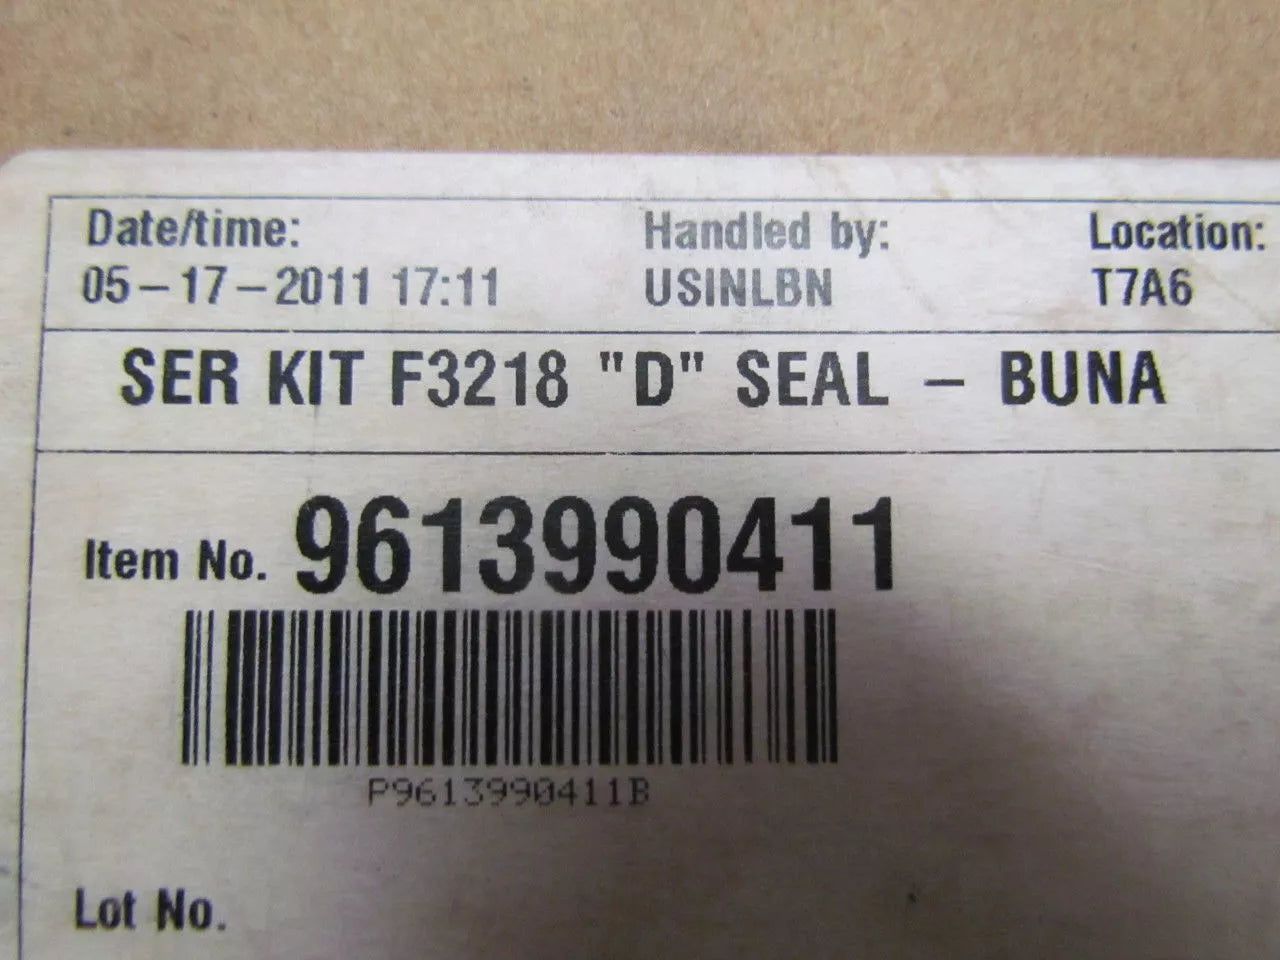 Date/time: Handled by: Location:
05-17-2011 17:11 USINLBN T7A6
SER KIT F3218 "D" SEAL - BUNA
Item No. 9613990411
P9613990411B
Lot No.